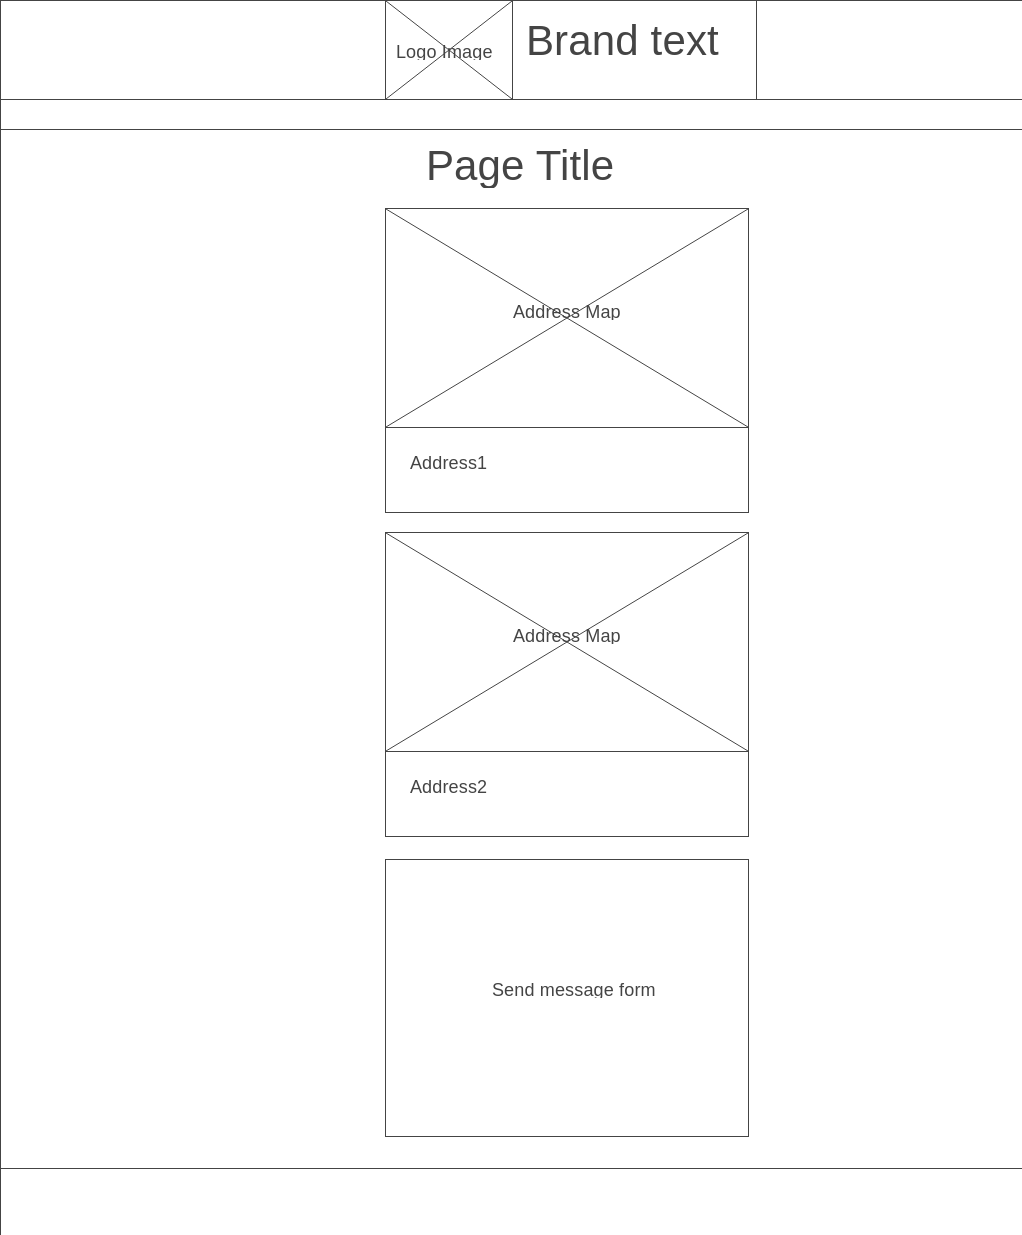 Logo Image
Brand text
Page Title
Address Map
Address1
Address Map
Address2
Send message form